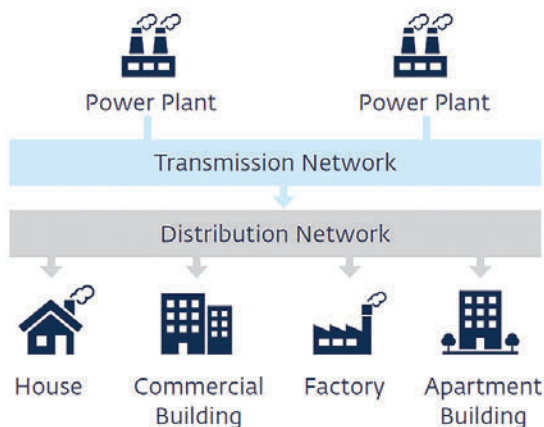 Power Plant
Power Plant
Transmission Network
Distribution Network
House
Commercial
Building
Factory
Apartment
Building